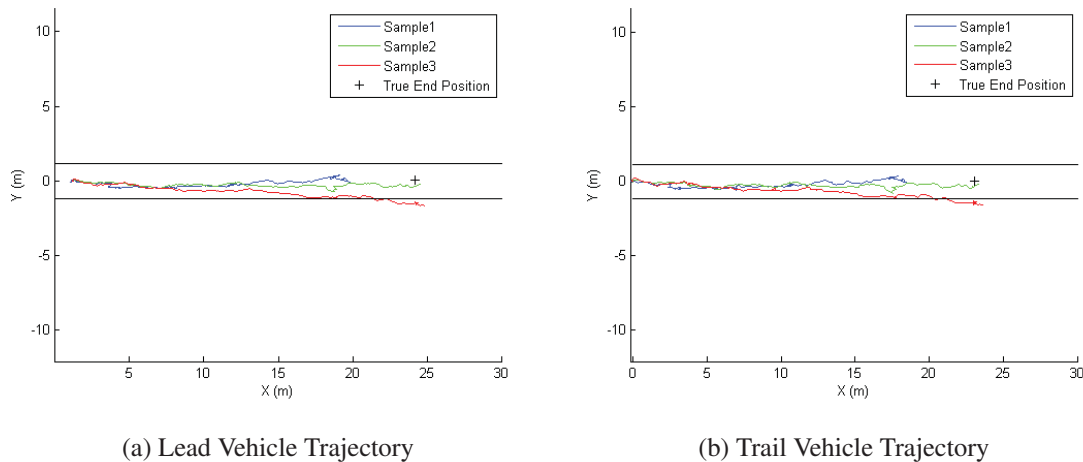 10
5
0
-5
-10
Y (m)
5
10
15
20
25
30
X (m)
Sample1
Sample2
Sample3
True End Position
(a) Lead Vehicle Trajectory
10
5
0
-5
-10
Y (m)
0
5
10
15
20
25
30
X (m)
Sample1
Sample2
Sample3
True End Position
(b) Trail Vehicle Trajectory